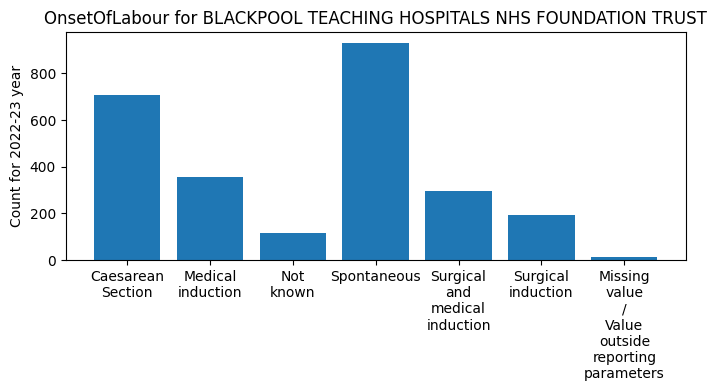 OnsetOfLabour for BLACKPOOL TEACHING HOSPITALS NHS FOUNDATION TRUST
Count for 2022-23 year
800
600
400
200
0
Caesarean
Section
Medical
induction
Not
known
Spontaneous
Surgical
and
medical
induction
Surgical
induction
Missing
value
/
Value
outside
reporting
parameters